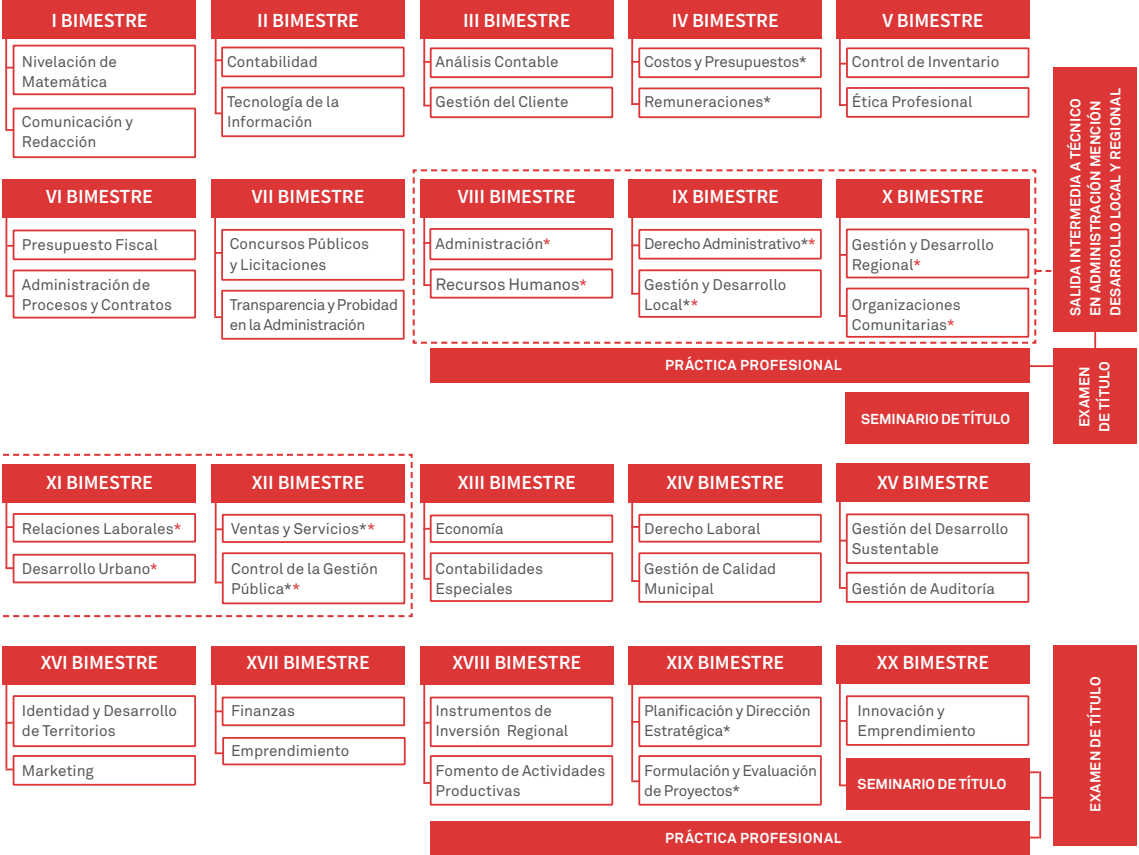 I BIMESTRE
Nivelación de
Matemática
Comunicación y
Redacción
II BIMESTRE
Contabilidad
Tecnología de la
Información
III BIMESTRE
Análisis Contable
Gestión del Cliente
IV BIMESTRE
Costos y Presupuestos*
Remuneraciones*
V BIMESTRE
Control de Inventario
Ética Profesional
SALIDA INTERMEDIA A TÉCNICO
EN ADMINISTRACIÓN MENCIÓN
DESARROLLO LOCAL Y REGIONAL
VI BIMESTRE
Presupuesto Fiscal
Administración de
Procesos y Contratos
VII BIMESTRE
Concursos Públicos
y Licitaciones
Transparencia y Probidad
en la Administración
VIII BIMESTRE
Administración*
Recursos Humanos*
IX BIMESTRE
Derecho Administrativo**
Gestión y Desarrollo
Local**
X BIMESTRE
Gestión y Desarrollo
Regional*
Organizaciones
Comunitarias*
PRÁCTICA PROFESIONAL
SEMINARIO DE TÍTULO
EXAMEN
DE TÍTULO
XI BIMESTRE
Relaciones Laborales*
Desarrollo Urbano*
XII BIMESTRE
Ventas y Servicios**
Control de la Gestión
Pública**
XIII BIMESTRE
Economía
Contabilidades
Especiales
XIV BIMESTRE
Derecho Laboral
Gestión de Calidad
Municipal
XV BIMESTRE
Gestión del Desarrollo
Sustentable
Gestión de Auditoría
XVI BIMESTRE
Identidad y Desarrollo
de Territorios
Marketing
XVII BIMESTRE
Finanzas
Emprendimiento
XVIII BIMESTRE
Instrumentos de
Inversión Regional
Fomento de Actividades
Productivas
XIX BIMESTRE
Planificación y Dirección
Estratégica*
Formulación y Evaluación
de Proyectos*
XX BIMESTRE
Innovación y
Emprendimiento
SEMINARIO DE TÍTULO
PRÁCTICA PROFESIONAL
EXAMEN DE TÍTULO